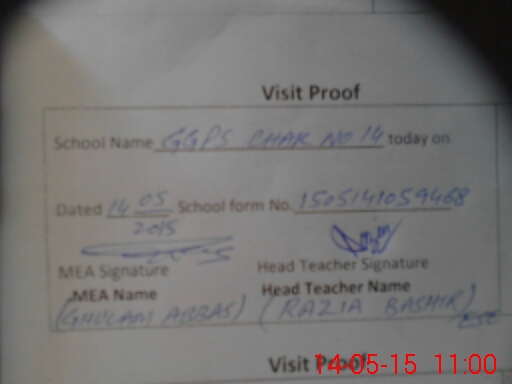 Visit Proof
School Name GGPS CHAK NO.14 today on
Dated 14 05 2015 School form No. 1505141059468
MEA Signature Head Teacher Signature
MEA Name Head Teacher Name
(GHULAM ABBAS) (RAZIA BASHIR)
Visit Proof
14-05-15 11:00